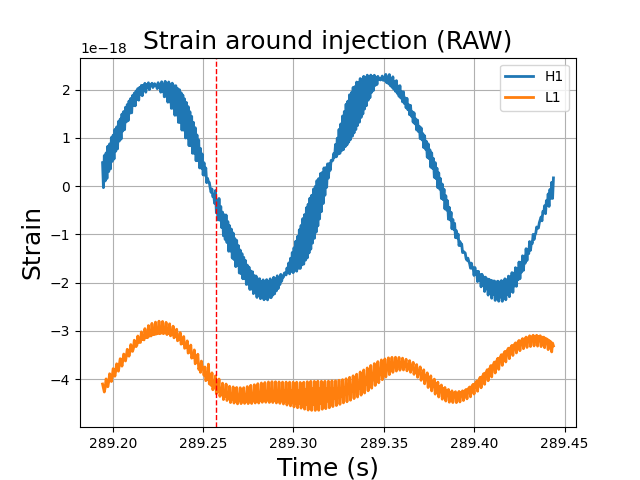 Strain around injection (RAW)
1e−18
H1
L1
2
1
0
−1
−2
−3
−4
Strain
289.20 289.25 289.30 289.35 289.40 289.45
Time (s)